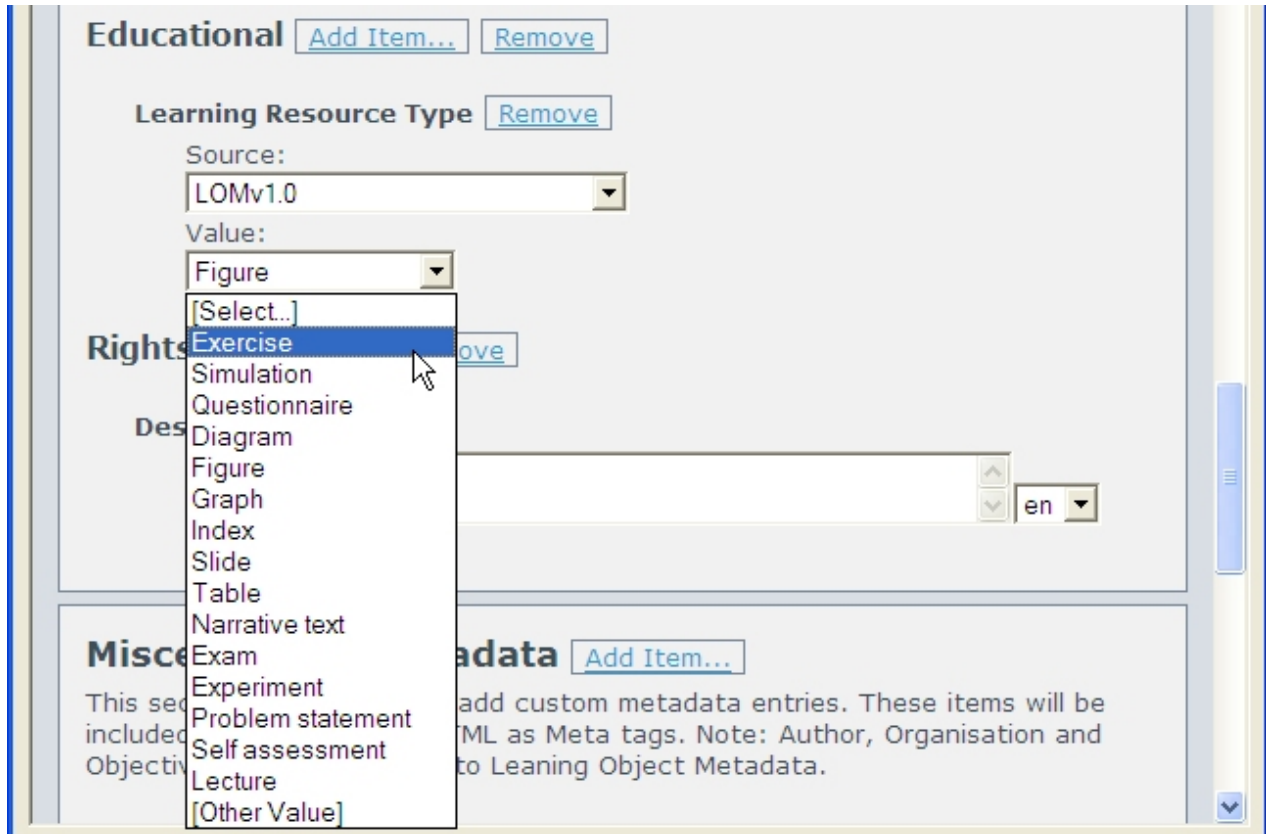 Educational Add Item... Remove
Learning Resource Type Remove
Source:
LOMv1.0
Value:
Figure
[Select...]
Exercise
Simulation
Questionnaire
Diagram
Figure
Graph
Index
Slide
Table
Narrative text
Exam
Experiment
Problem statement
Self assessment
Lecture
[Other Value]
Rights ove
Des
en
Misce adata Add Item...
This sec add custom metadata entries. These items will be
included ML as Meta tags. Note: Author, Organisation and
Objectiv to Leaning Object Metadata.